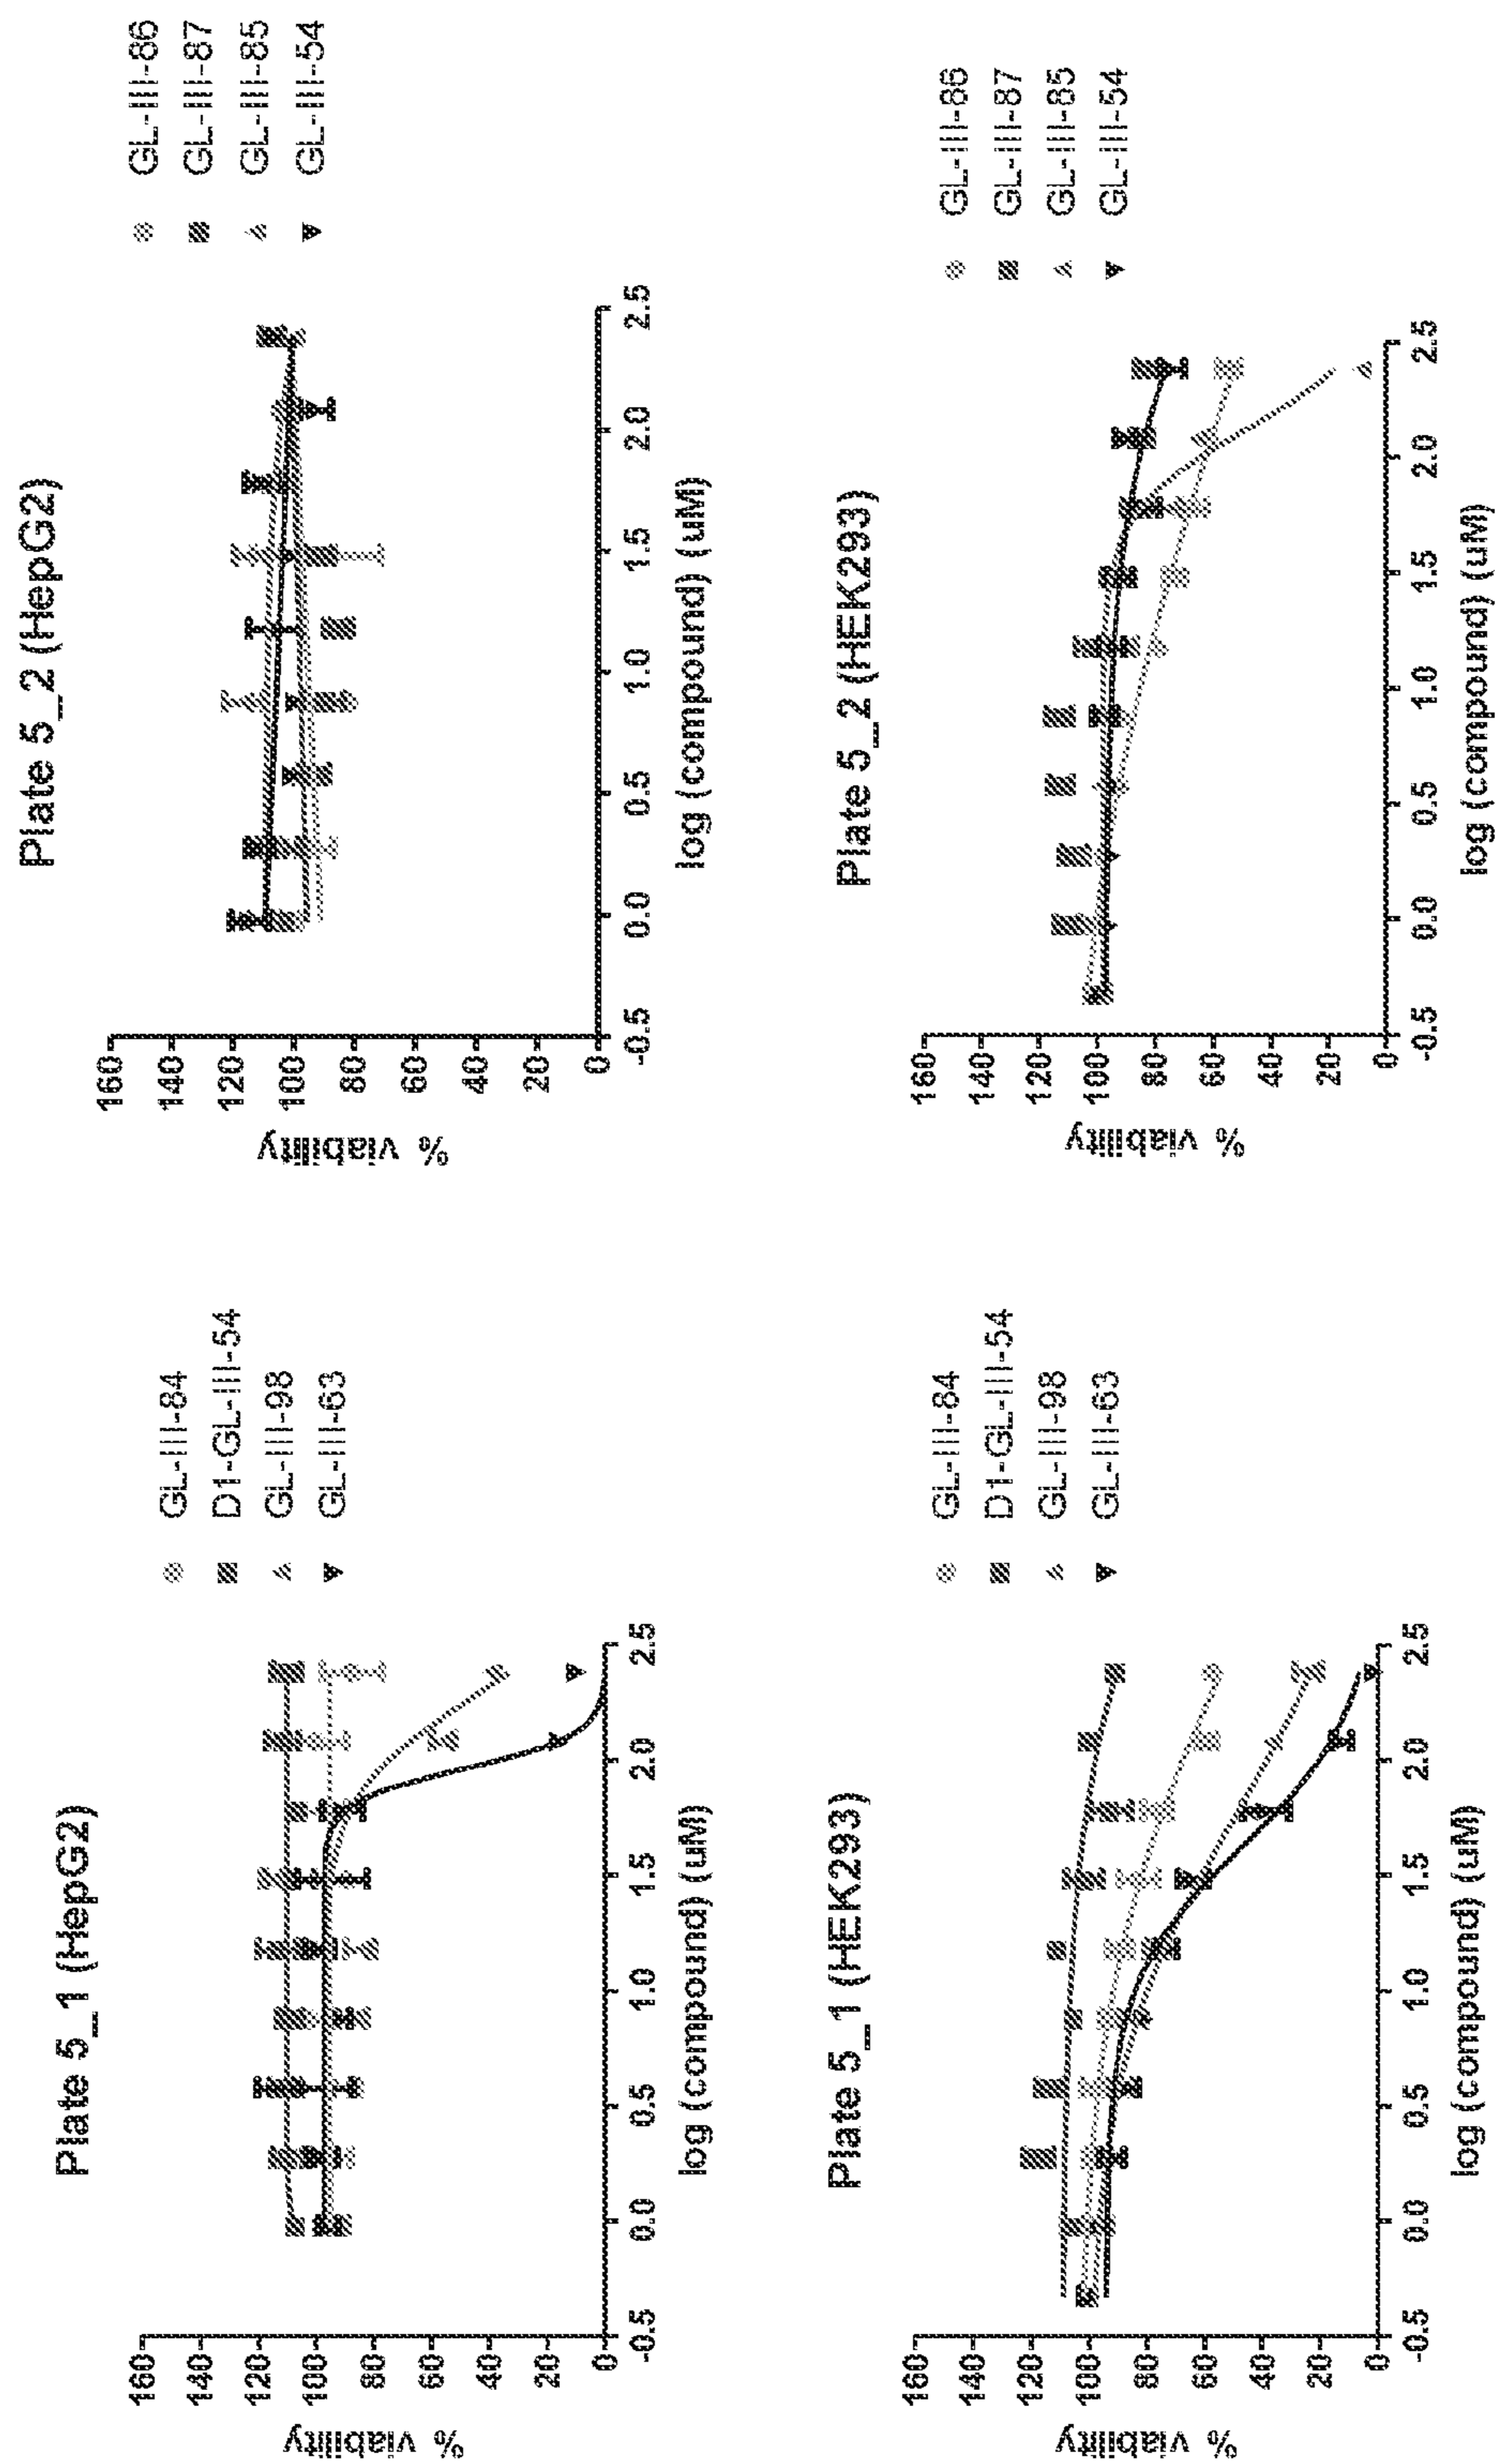 Plate 5_1 (HepG2)
160
140
120
100
80
60
40
20
0
% viability
-0.5 0.0 0.5 1.0 1.5 2.0 2.5
log (compound) (uM)
GL-III-84
D1-GL-III-54
GL-III-98
GL-III-63
Plate 5_2 (HepG2)
160
140
120
100
80
60
40
20
0
% viability
-0.5 0.0 0.5 1.0 1.5 2.0 2.5
log (compound) (uM)
GL-III-86
GL-III-87
GL-III-85
GL-III-54
Plate 5_1 (HEK293)
160
140
120
100
80
60
40
20
0
% viability
-0.5 0.0 0.5 1.0 1.5 2.0 2.5
log (compound) (uM)
GL-III-84
D1-GL-III-54
GL-III-98
GL-III-63
Plate 5_2 (HEK293)
160
140
120
100
80
60
40
20
0
% viability
-0.5 0.0 0.5 1.0 1.5 2.0 2.5
log (compound) (uM)
GL-III-86
GL-III-87
GL-III-85
GL-III-54